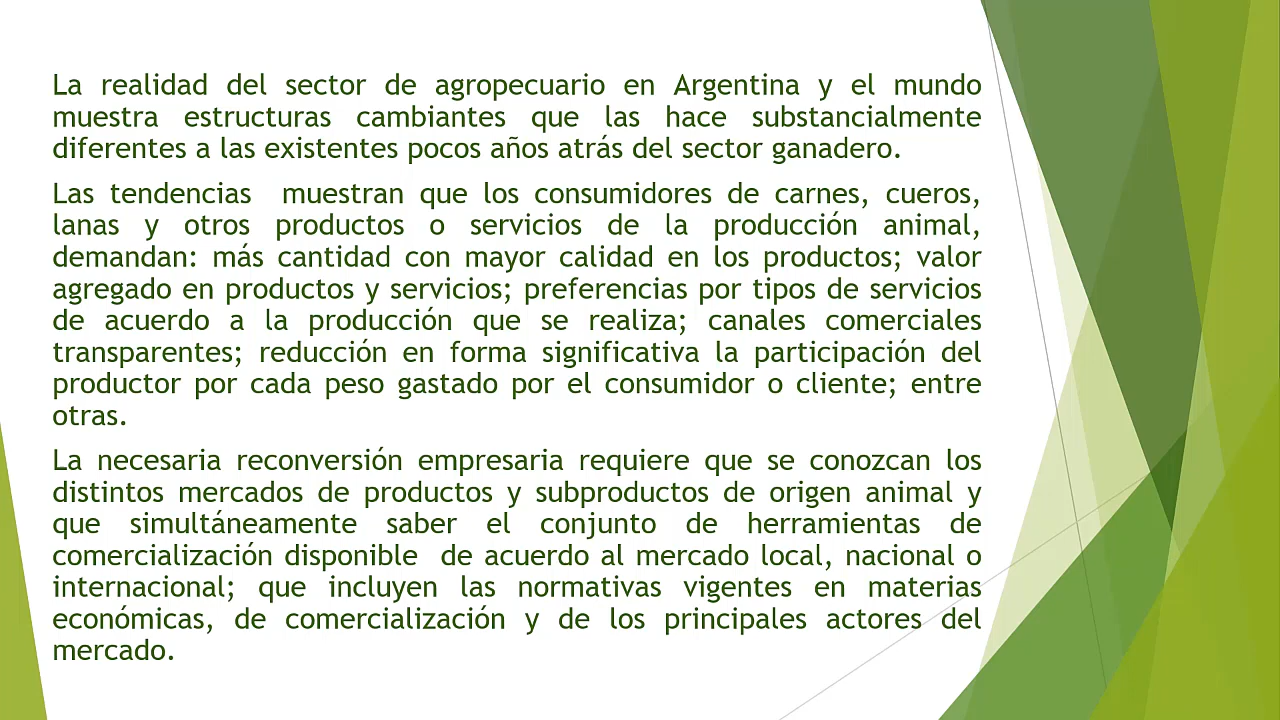 La realidad del sector de agropecuario en Argentina y el mundo
muestra estructuras cambiantes que las hace substancialmente
diferentes a las existentes pocos años atrás del sector ganadero.
Las tendencias  muestran que los consumidores de carnes, cueros,
lanas y otros productos o servicios de la producción animal,
demandan: más cantidad con mayor calidad en los productos; valor
agregado en productos y servicios; preferencias por tipos de servicios
de acuerdo a la producción que se realiza; canales comerciales
transparentes; reducción en forma significativa la participación del
productor por cada peso gastado por el consumidor o cliente; entre
otras.
La necesaria reconversión empresaria requiere que se conozcan los
distintos mercados de productos y subproductos de origen animal y
que simultáneamente saber el conjunto de herramientas de
comercialización disponible  de acuerdo al mercado local, nacional o
internacional; que incluyen las normativas vigentes en materias
económicas, de comercialización y de los principales actores del
mercado.